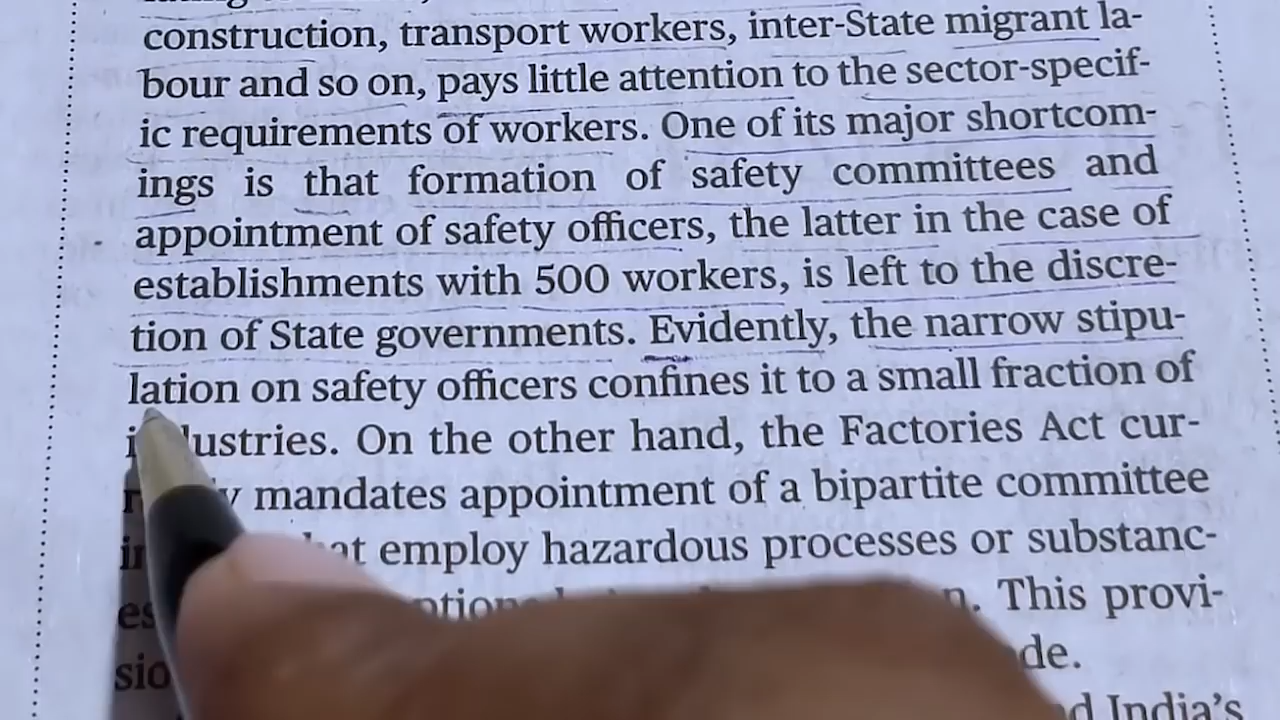 construction, transport workers, inter-State migrant la-
bour and so on, pays little attention to the sector-specif-
ic requirements of workers. One of its major shortcom-
ings is that formation of safety committees and
appointment of safety officers, the latter in the case of
establishments with 500 workers, is left to the discre-
tion of State governments. Evidently, the narrow stipu-
lation on safety officers confines it to a small fraction of
industries. On the other hand, the Factories Act cur-
mandates appointment of a bipartite committee
employ hazardous processes or substanc-
This provi-
India's